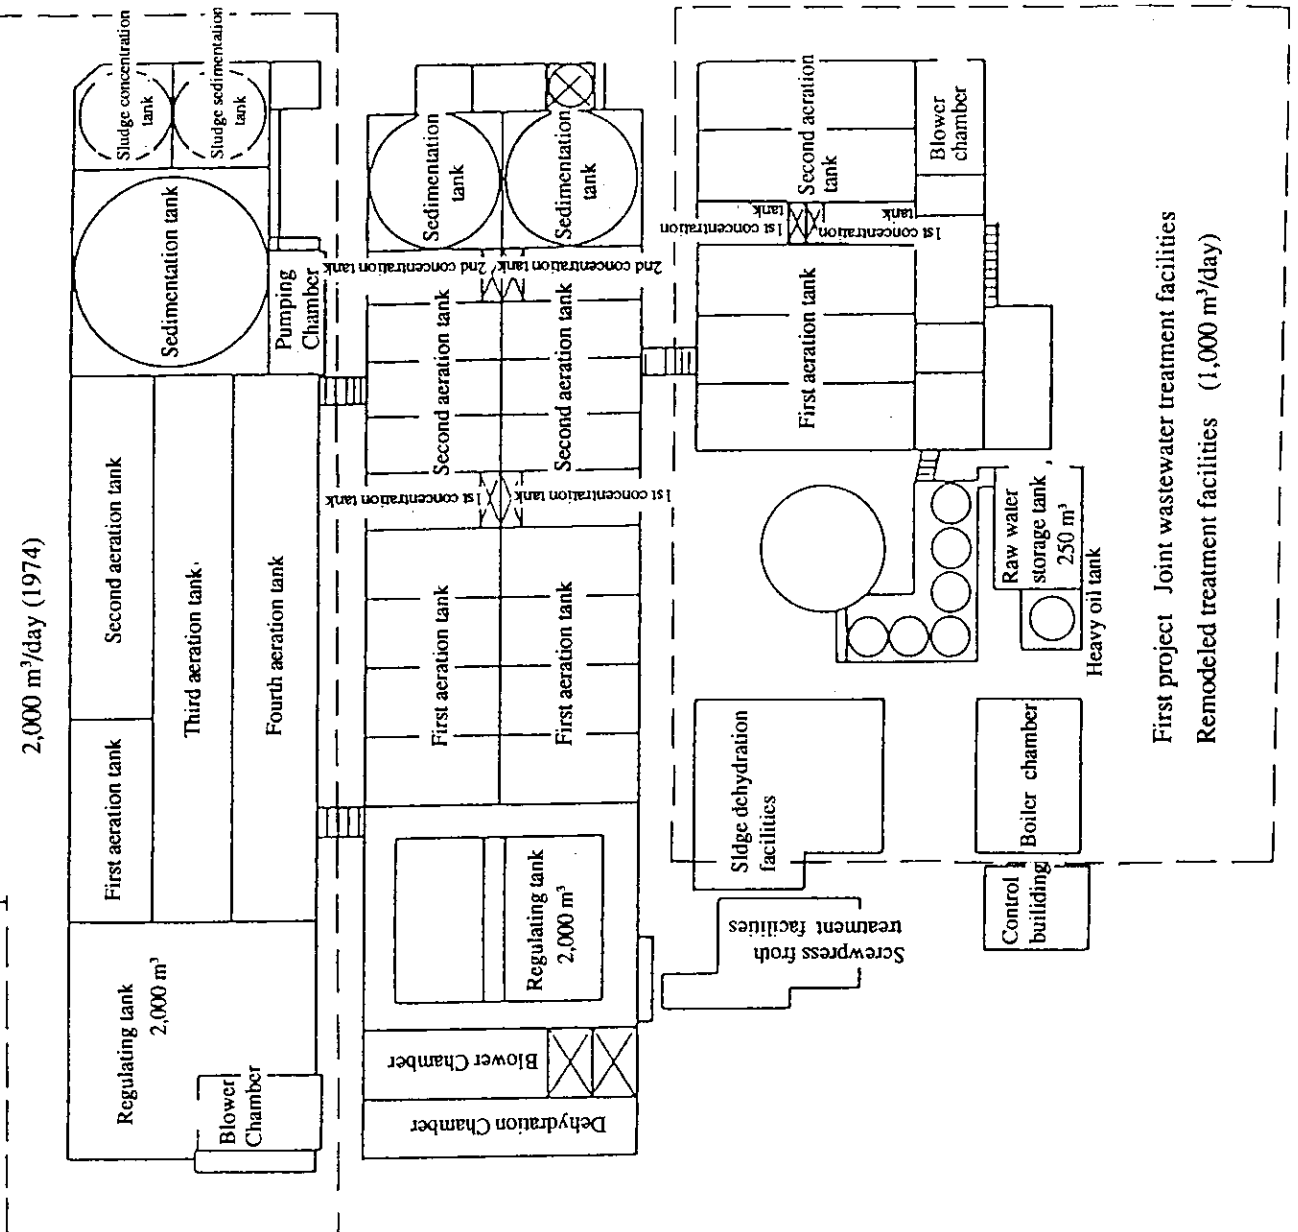 2,000 m³/day (1974)
Sludge concentration
tank
Sludge sedimentation
tank
Sedimentation tank
Pumping
Chamber
Second aeration tank
Third aeration tank
Fourth aeration tank
First aeration tank
Regulating tank
2,000 m³
Blower
Chamber
Sedimentation
tank
Sedimentation
tank
2nd concentration tank
2nd concentration tank
Second aeration tank
Second aeration tank
1st concentration tank
1st concentration tank
First aeration tank
First aeration tank
Regulating tank
2,000 m³
Blower Chamber
Dehydration Chamber
Second aeration
tank
Blower
chamber
1st concentration
tank
1st concentration
tank
First aeration tank
Raw water
storage tank
250 m³
Heavy oil tank
Sldge dehydration
facilities
Boiler chamber
Control
builiding
Screwpress froth
treatment facilities
First project Joint wastewater treatment facilities
Remodeled treatment facilities (1,000 m³/day)